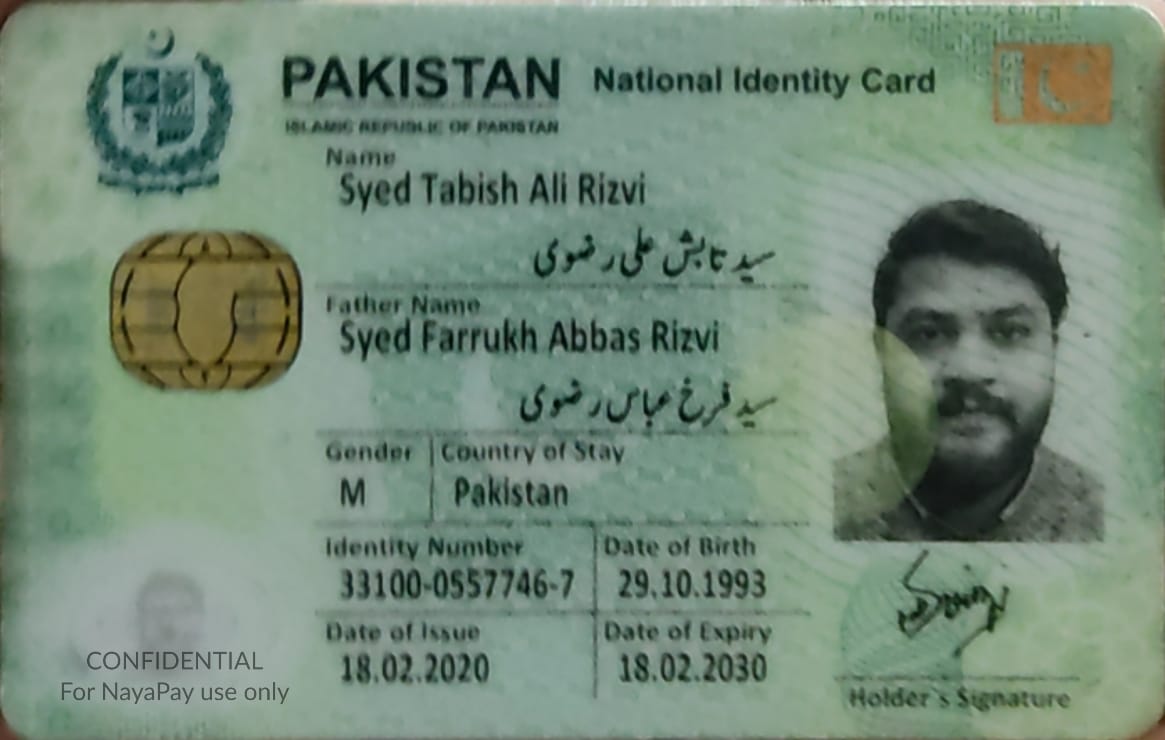 PAKISTAN National Identity Card
ISLAMIC REPUBLIC OF PAKISTAN
Name
Syed Tabish Ali Rizvi
سید تابش علی رضوی
Father Name
Syed Farrukh Abbas Rizvi
سید فرخ عباس رضوی
Gender Country of Stay
M Pakistan
Identity Number Date of Birth
33100-0557746-7 29.10.1993
Date of Issue Date of Expiry
18.02.2020 18.02.2030
Holder's Signature
CONFIDENTIAL
For NayaPay use only